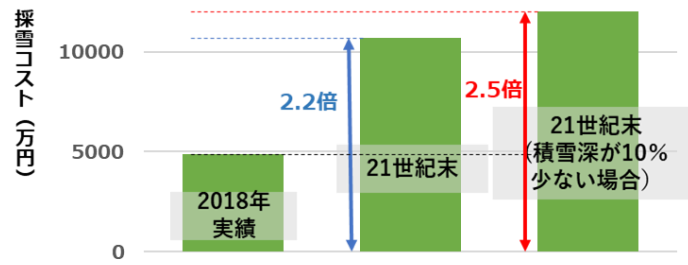 採雪コスト（万円）
10000
5000
0
2.2倍
2.5倍
2018年
実績
21世紀末
21世紀末
（積雪深が10%
少ない場合）